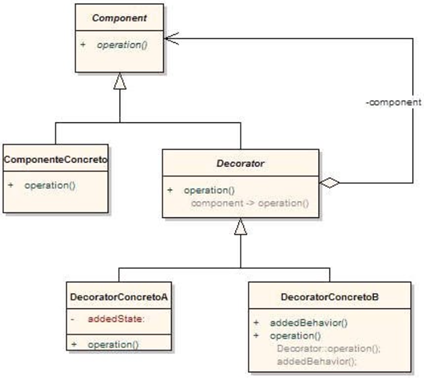 Component
+ operation()
-component
ComponenteConcreto
+ operation()
Decorator
+ operation()
component -> operation()
DecoratorConcretoA
- addedState:
+ operation()
DecoratorConcretoB
+ addedBehavior()
+ operation()
Decorator::operation();
addedBehavior();